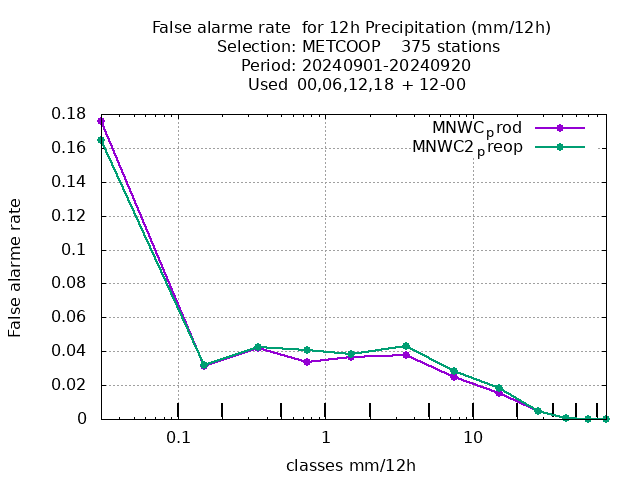 False alarme rate  for 12h Precipitation (mm/12h)
Selection: METCOOP    375 stations
Period: 20240901-20240920
Used  00,06,12,18 + 12-00
MNWCprod
MNWC2preop
0.18
0.16
0.14
0.12
0.1
0.08
0.06
0.04
0.02
0
False alarme rate
0.1 1 10
classes mm/12h